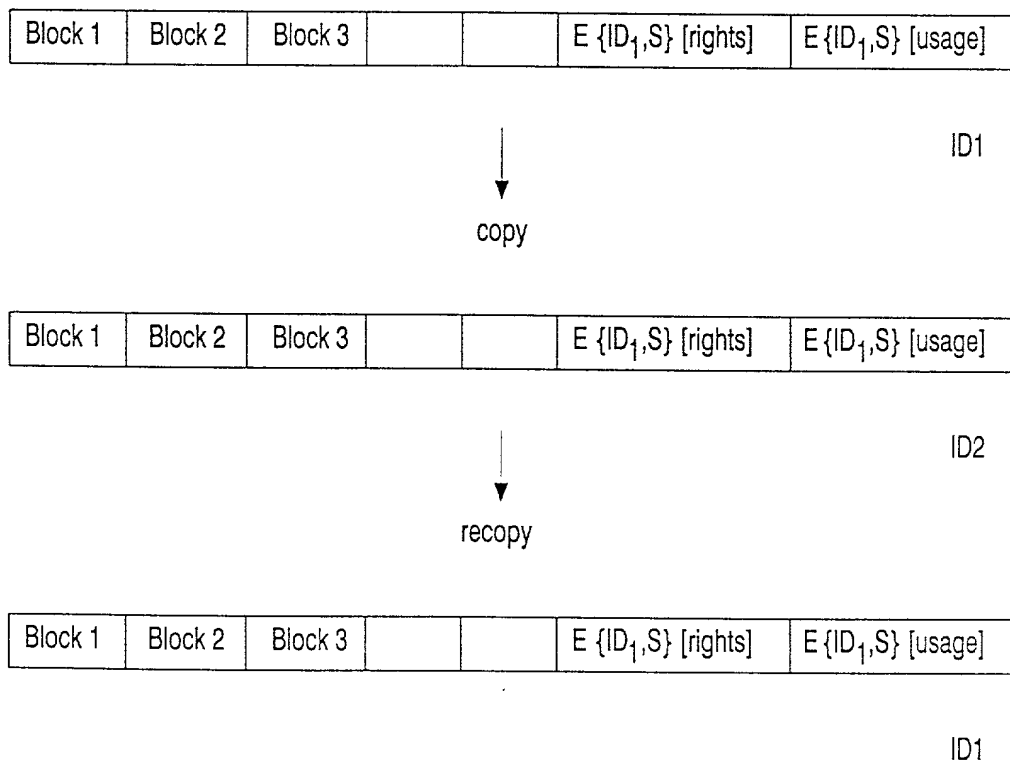 Block 1 Block 2 Block 3 E {ID₁,S} [rights] E {ID₁,S} [usage]
ID1
copy
Block 1 Block 2 Block 3 E {ID₁,S} [rights] E {ID₁,S} [usage]
ID2
recopy
Block 1 Block 2 Block 3 E {ID₁,S} [rights] E {ID₁,S} [usage]
ID1